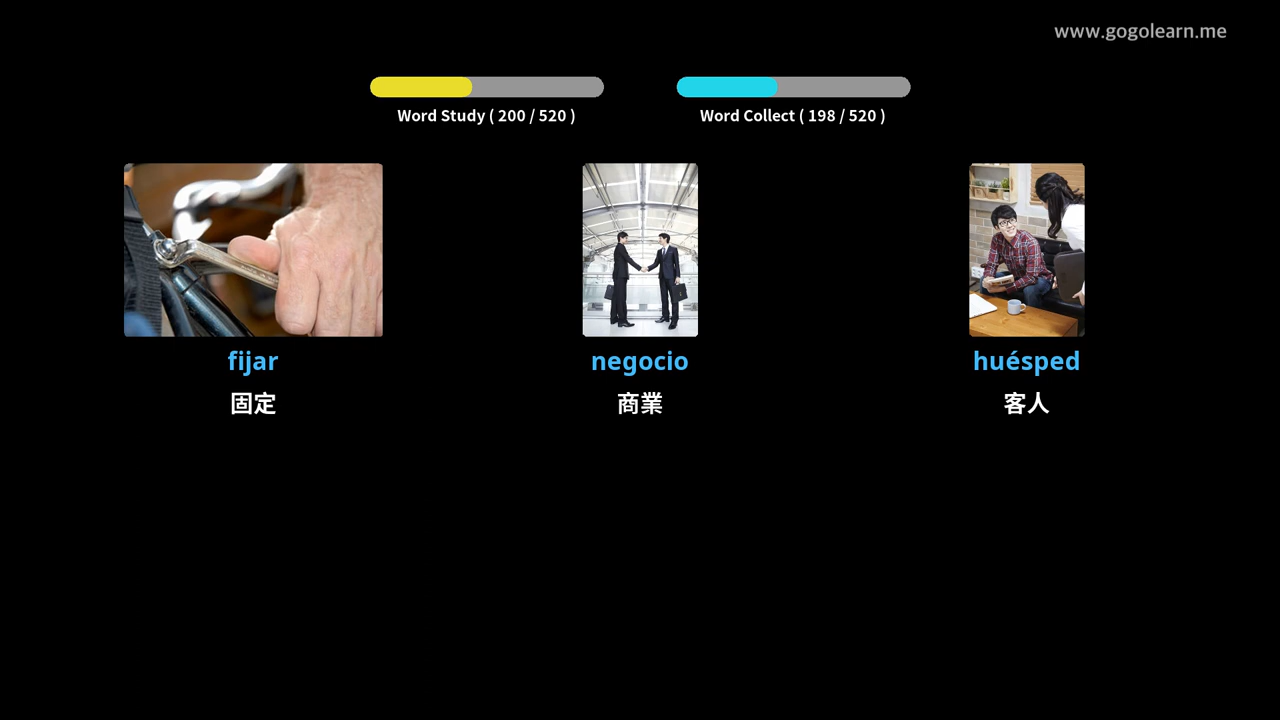 www.gogolearn.me
Word Study ( 200 / 520 )
Word Collect ( 198 / 520 )
fijar
negocio
huésped
固定
商業
客人